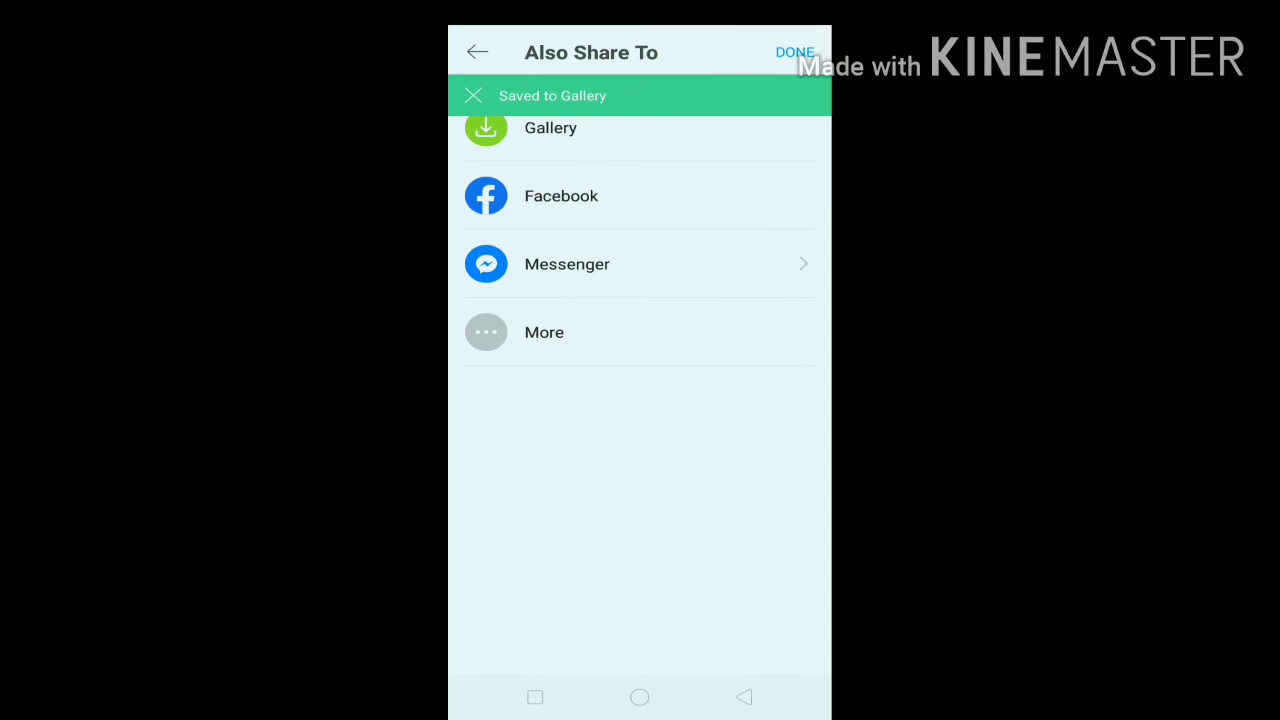 Also Share To
DONE
Made with KINEMASTER
Saved to Gallery
Gallery
Facebook
Messenger
More